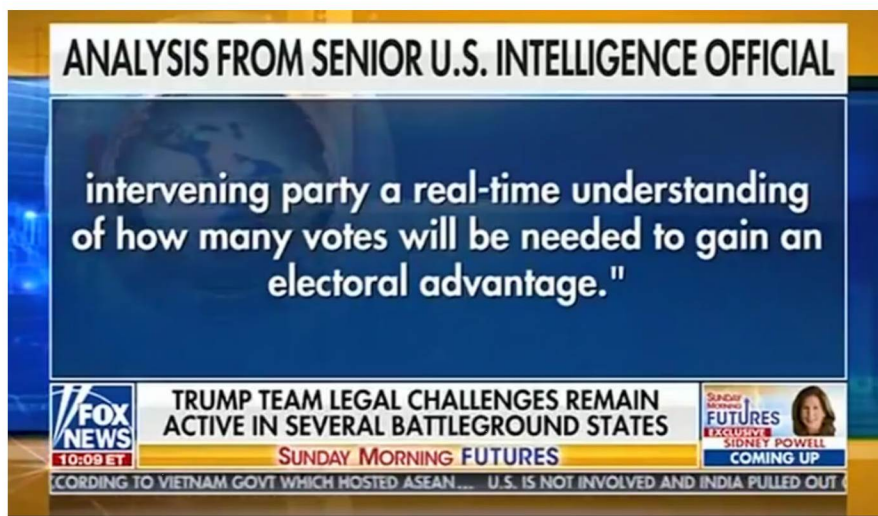 ANALYSIS FROM SENIOR U.S. INTELLIGENCE OFFICIAL
intervening party a real-time understanding
of how many votes will be needed to gain an
electoral advantage."
FOX
NEWS
10:09 ET
TRUMP TEAM LEGAL CHALLENGES REMAIN
ACTIVE IN SEVERAL BATTLEGROUND STATES
SUNDAY MORNING FUTURES
SUNDAY
MORNING
FUTURES
EXCLUSIVE
SIDNEY POWELL
COMING UP
CORDING TO VIETNAM GOVT WHICH HOSTED ASEAN... U.S. IS NOT INVOLVED AND INDIA PULLED OUT